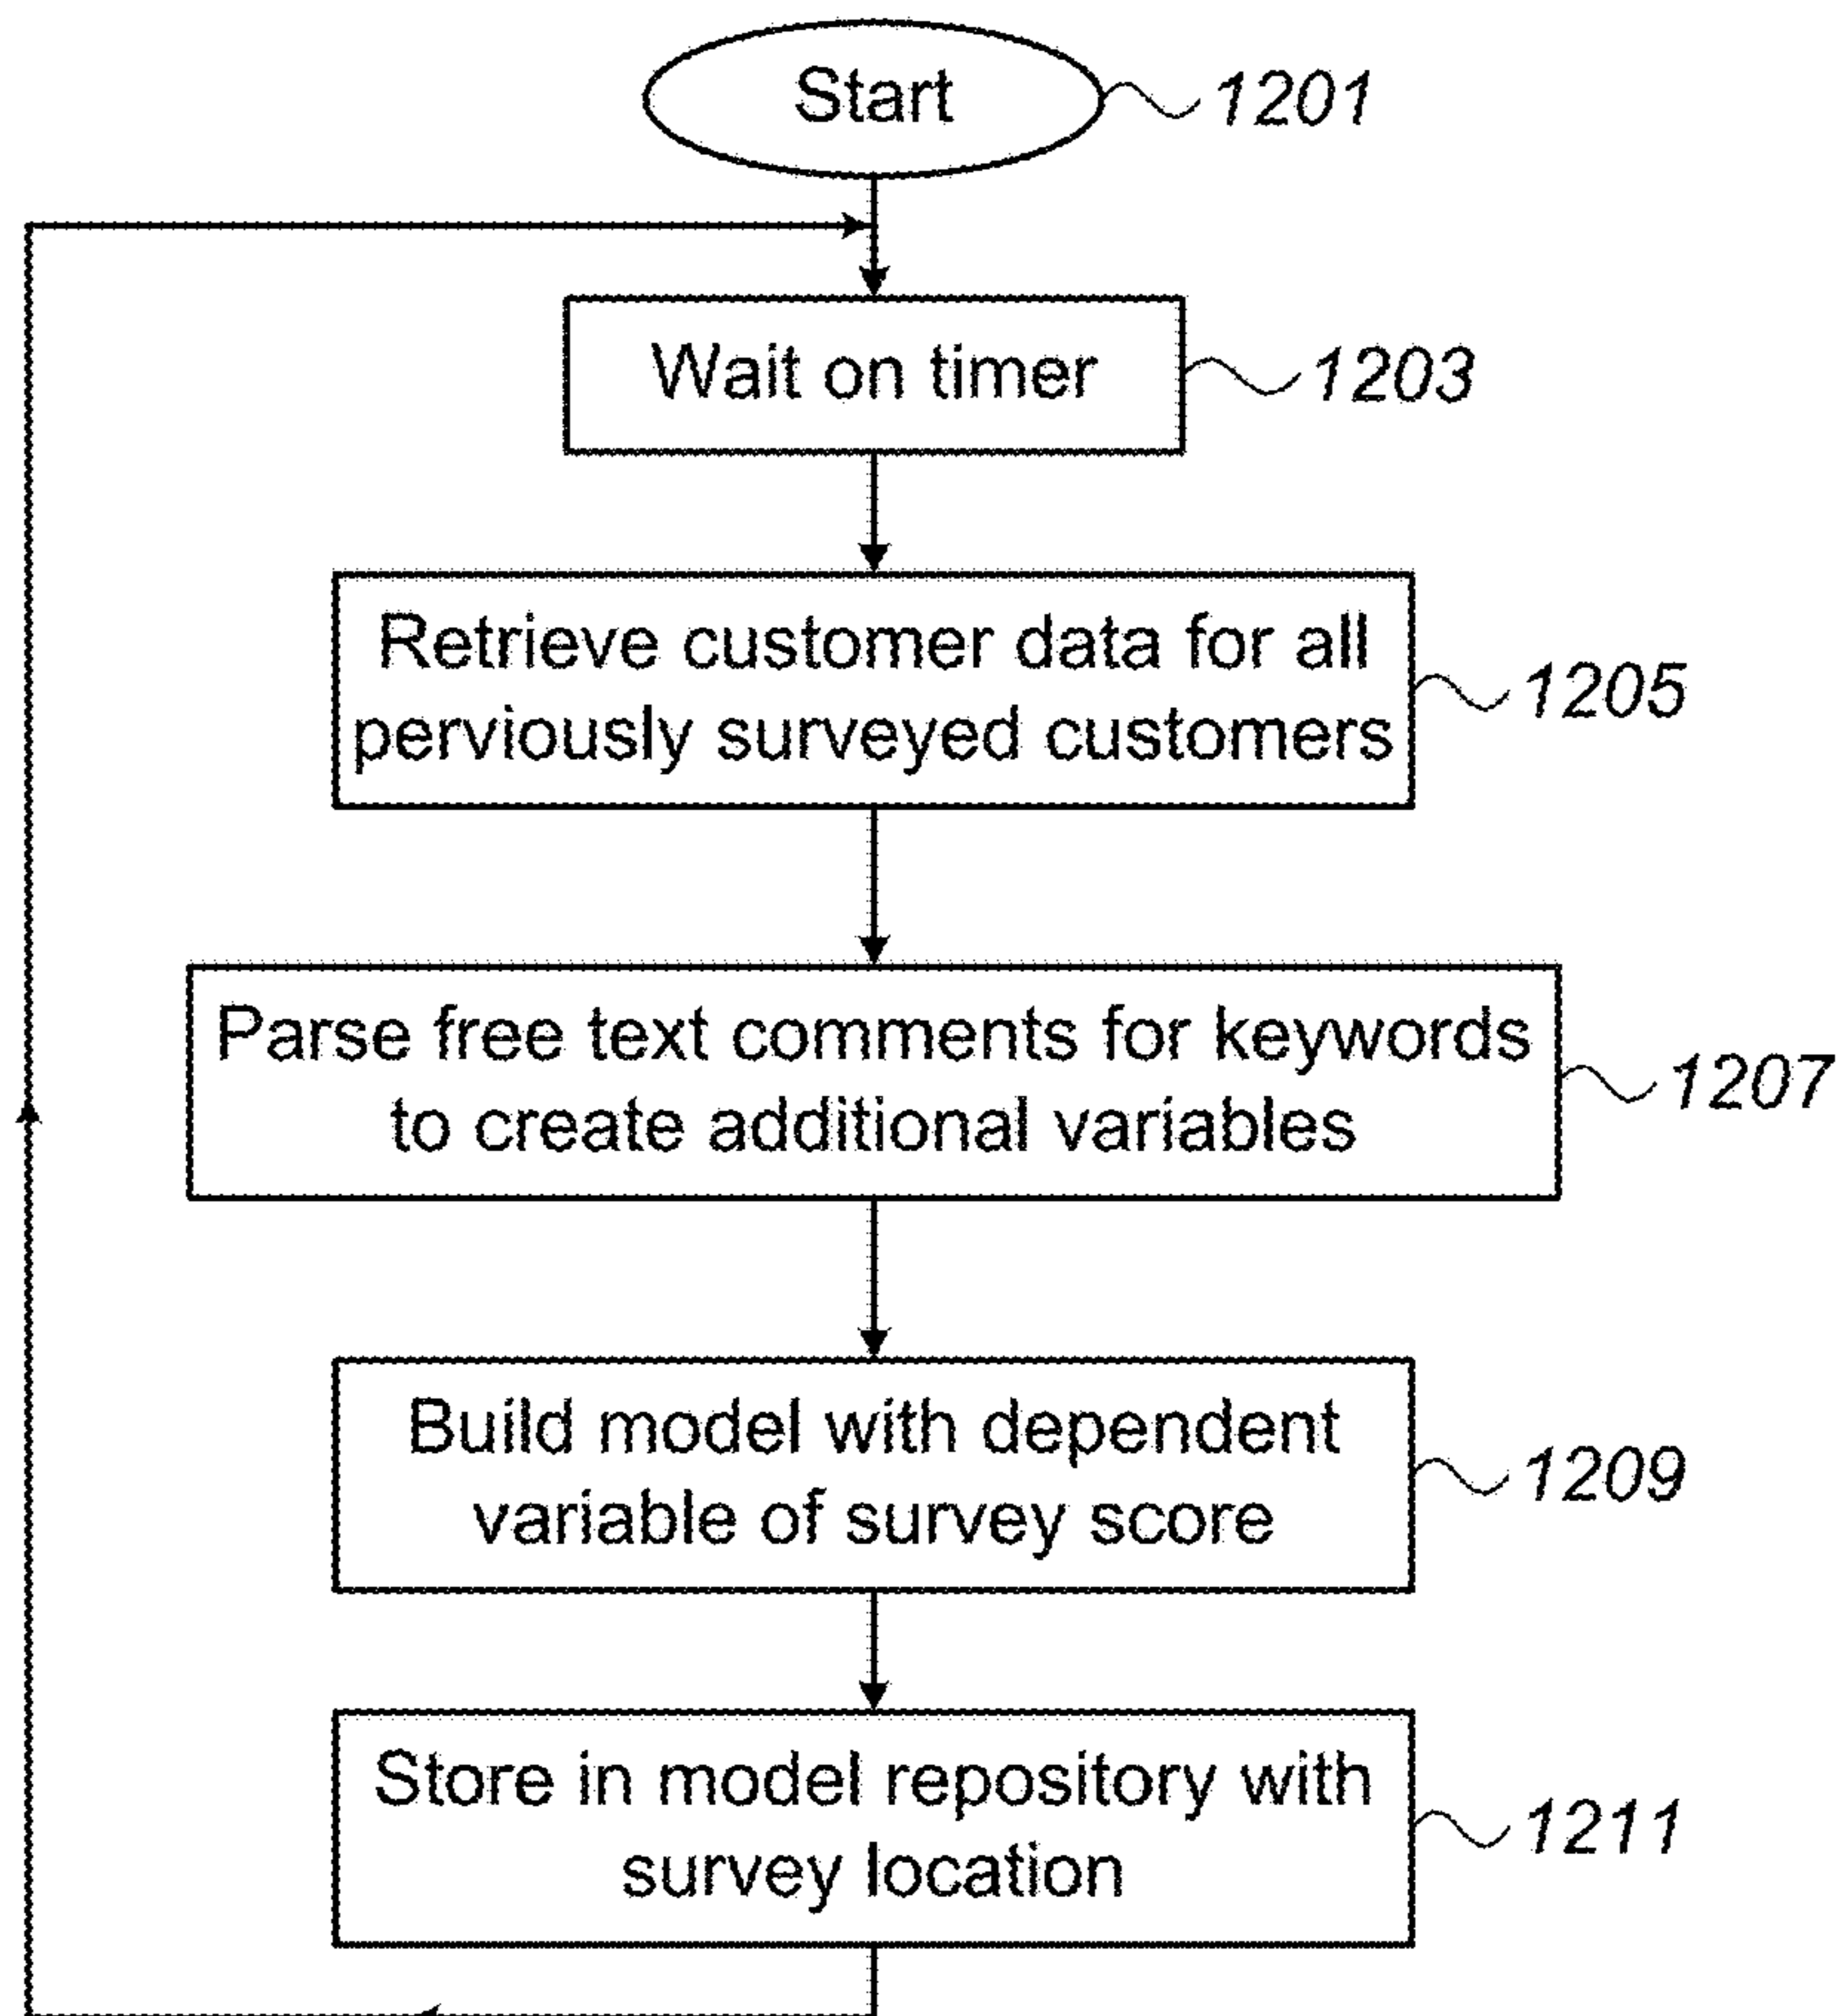 Start
1201
Wait on timer
1203
Retrieve customer data for all
perviously surveyed customers
1205
Parse free text comments for keywords
to create additional variables
1207
Build model with dependent
variable of survey score
1209
Store in model repository with
survey location
1211